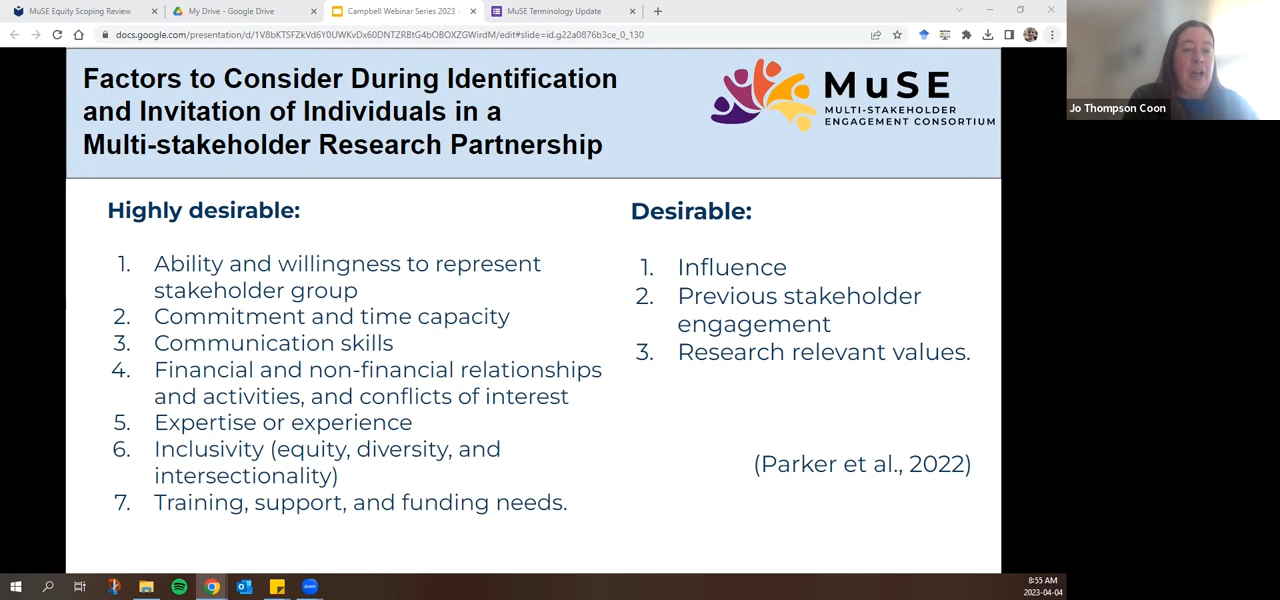 MuSE Equity Scoping Review
My Drive - Google Drive
Campbell Webinar Series 2023 -
MuSE Terminology Update
docs.google.com/presentation/d/1V8bKTSFZkVd6Y0UWKvDx60DNTZRBtG4bOBOXZGWirdM/edit#slide=id.g22a0876b3ce_0_130
Factors to Consider During Identification
and Invitation of Individuals in a
Multi-stakeholder Research Partnership
MuSE
MULTI-STAKEHOLDER
ENGAGEMENT CONSORTIUM
Jo Thompson Coon
Highly desirable:
1. Ability and willingness to represent
stakeholder group
2. Commitment and time capacity
3. Communication skills
4. Financial and non-financial relationships
and activities, and conflicts of interest
5. Expertise or experience
6. Inclusivity (equity, diversity, and
intersectionality)
7. Training, support, and funding needs.
Desirable:
1. Influence
2. Previous stakeholder
engagement
3. Research relevant values.
(Parker et al., 2022)
8:55 AM
2023-04-04